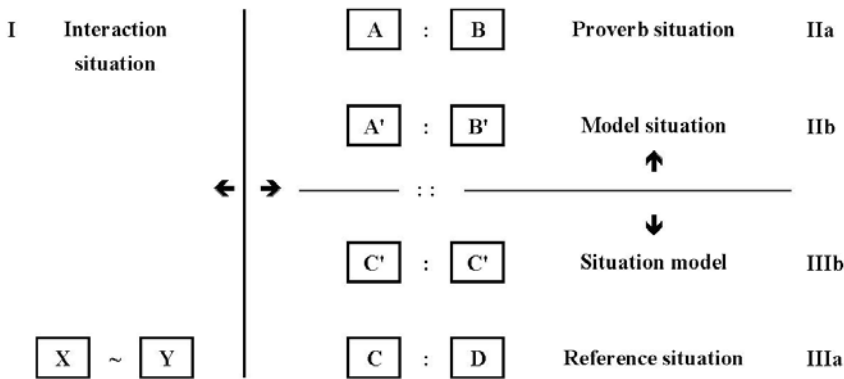 I Interaction situation A : B Proverb situation IIa
A' : B' Model situation IIb
: :
C' : C' Situation model IIIb
X ~ Y C : D Reference situation IIIa